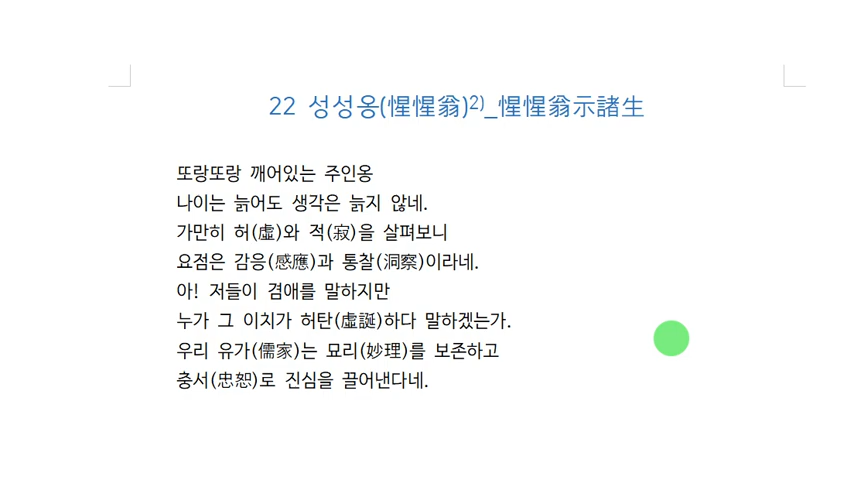 22 성성옹(惺惺翁)2)_惺惺翁示諸生
또랑또랑 깨어있는 주인옹
나이는 늙어도 생각은 늙지 않네.
가만히 허(虛)와 적(寂)을 살펴보니
요점은 감응(感應)과 통찰(洞察)이라네.
아! 저들이 겸애를 말하지만
누가 그 이치가 허탄(虛誕)하다 말하겠는가.
우리 유가(儒家)는 묘리(妙理)를 보존하고
충서(忠恕)로 진심을 끌어낸다네.